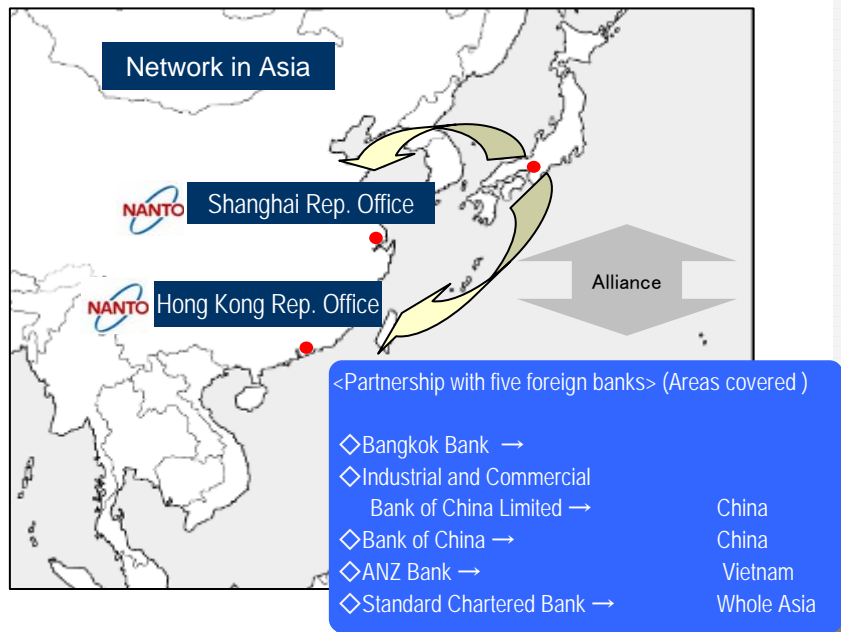 Network in Asia
NANTO
Shanghai Rep. Office
NANTO
Hong Kong Rep. Office
Alliance
<Partnership with five foreign banks> (Areas covered )
◇Bangkok Bank →
◇Industrial and Commercial
Bank of China Limited → China
◇Bank of China → China
◇ANZ Bank → Vietnam
◇Standard Chartered Bank → Whole Asia